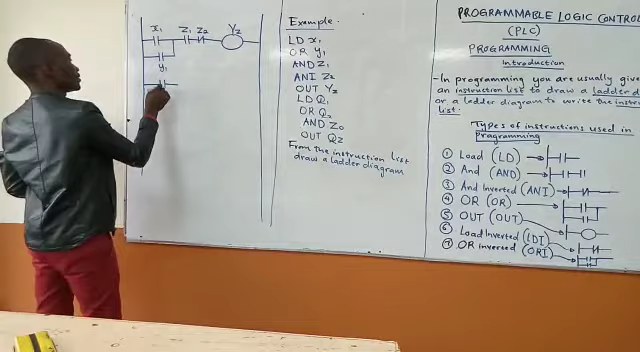 X₁ Z₁ Z₂ Y₂
Y₁
Example.
LD X₁
OR Y₁
AND Z₁
ANI Z₂
OUT Y₂
LD Q₁
OR Q₂
AND Z₀
OUT Q₂
From the instruction list
draw a ladder diagram
PROGRAMMABLE LOGIC CONTRO
(PLC)
PROGRAMMING
Introduction
- In programming you are usually give
an instruction list to draw a ladder d
or a ladder diagram to write the instru
list.
Types of instructions used in
programming
① Load (LD)
② And (AND)
③ And Inverted (ANI)
④ OR (OR)
⑤ OUT (OUT)
⑥ Load Inverted (LDI)
⑦ OR inverted (ORI)